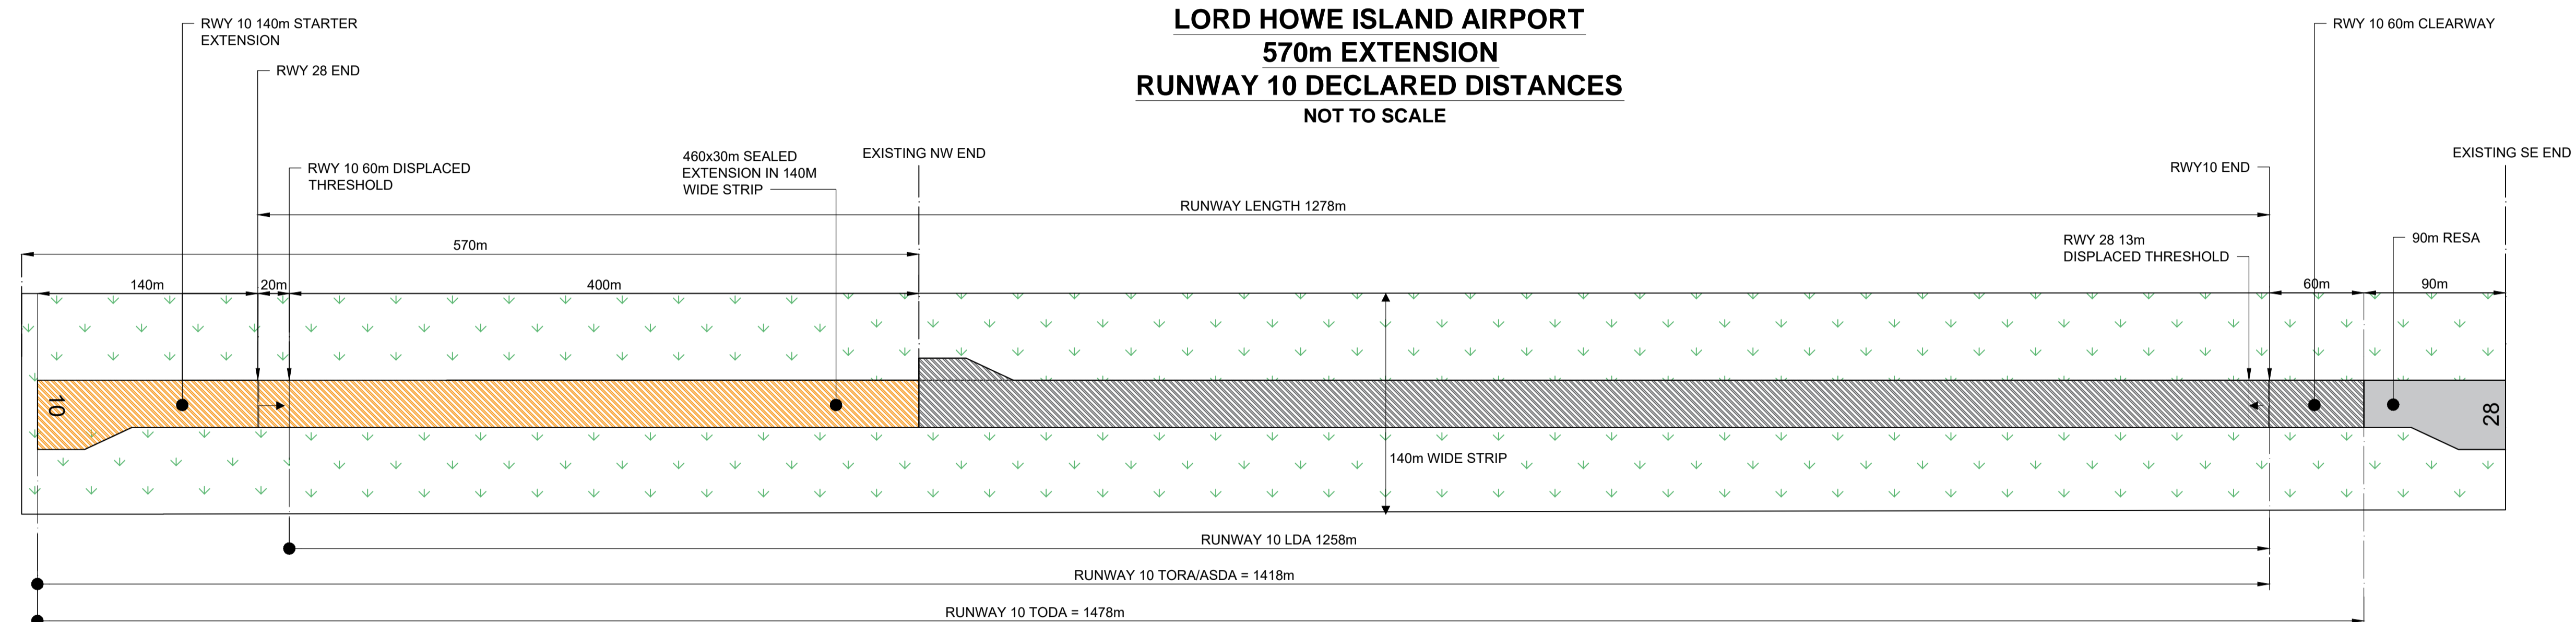 LORD HOWE ISLAND AIRPORT
570m EXTENSION
RUNWAY 10 DECLARED DISTANCES
NOT TO SCALE
RWY 10 140m STARTER
EXTENSION
RWY 28 END
RWY 10 60m DISPLACED
THRESHOLD
460x30m SEALED
EXTENSION IN 140M
WIDE STRIP
EXISTING NW END
RWY 10 60m CLEARWAY
RWY10 END
EXISTING SE END
RUNWAY LENGTH 1278m
570m
RWY 28 13m
DISPLACED THRESHOLD
90m RESA
140m
20m
400m
60m
90m
10
28
140m WIDE STRIP
RUNWAY 10 LDA 1258m
RUNWAY 10 TORA/ASDA = 1418m
RUNWAY 10 TODA = 1478m